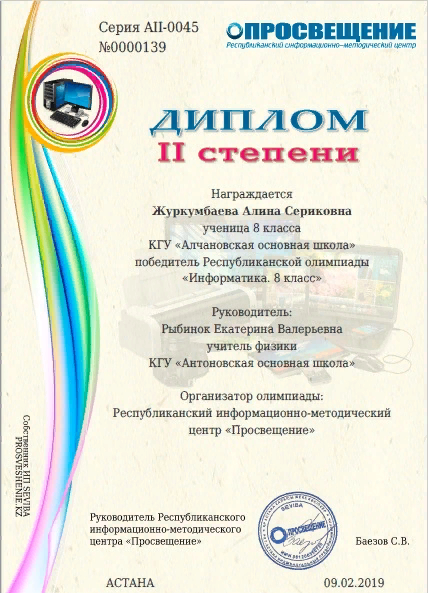 Серия АII-0045
№0000139
ПРОСВЕЩЕНИЕ
Республиканский информационно-методический центр
ДИПЛОМ
II степени
Награждается
Журкумбаева Алина Сериковна
ученица 8 класса
КГУ «Алчановская основная школа»
победитель Республиканской олимпиады
«Информатика. 8 класс»
Руководитель:
Рыбинок Екатерина Валерьевна
учитель физики
КГУ «Антоновская основная школа»
Организатор олимпиады:
Республиканский информационно-методический
центр «Просвещение»
Собственник ИП SEVIBA
PROSVESHENIE.KZ
Руководитель Республиканского
информационно-методического
центра «Просвещение»
SEVIBA
ПРОСВЕЩЕНИЕ
Баезов С.В.
АСТАНА
09.02.2019